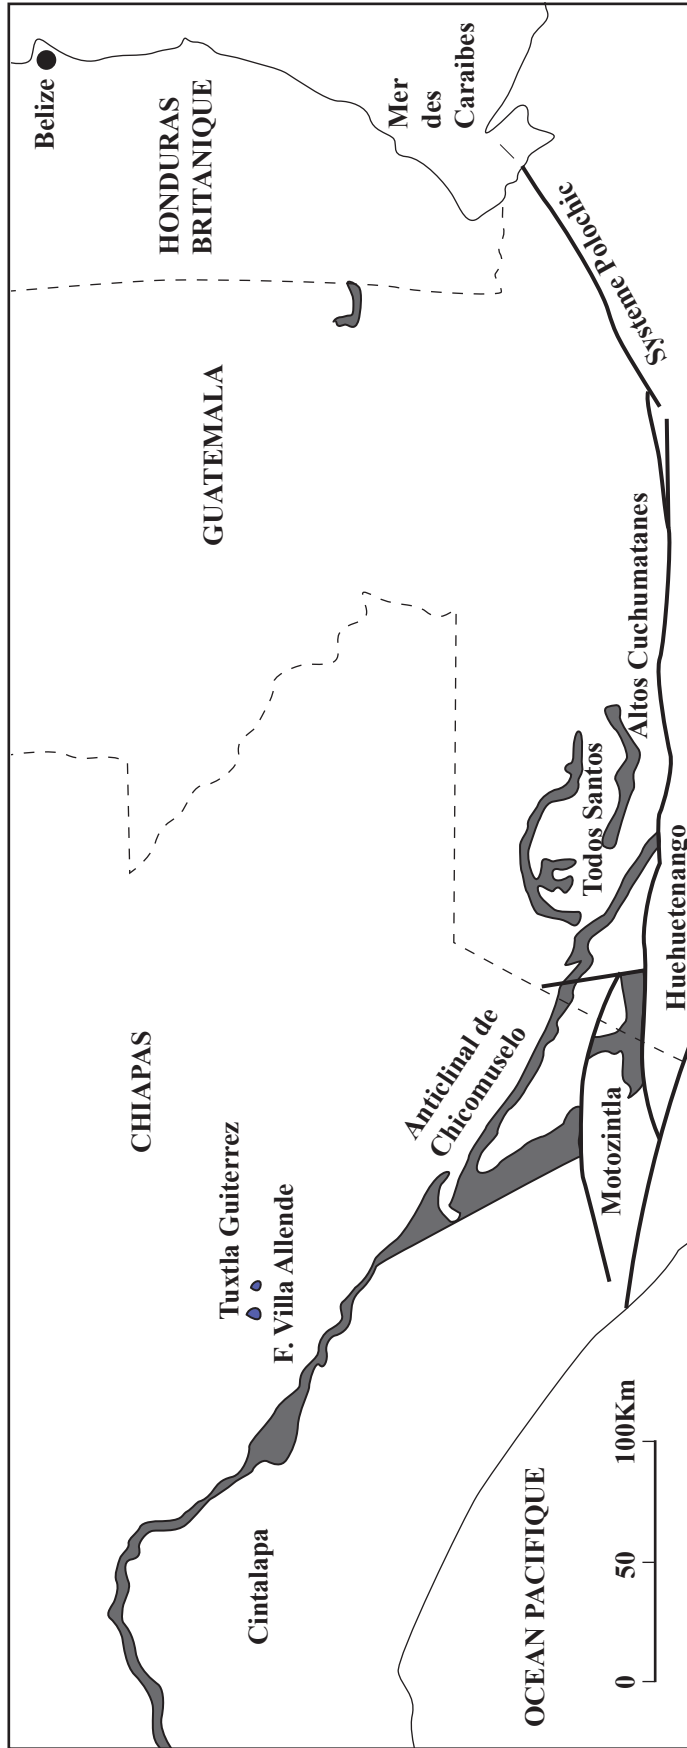 Belize
HONDURAS
BRITANIQUE
Mer
des
Caraibes
GUATEMALA
Systeme Polochic
CHIAPAS
Tuxtla Guiterrez
F. Villa Allende
Anticlinal de
Chicomuselo
Todos Santos
Altos Cuchumatanes
Cintalapa
Motozintla
Huehuetenango
OCEAN PACIFIQUE
0 50 100Km